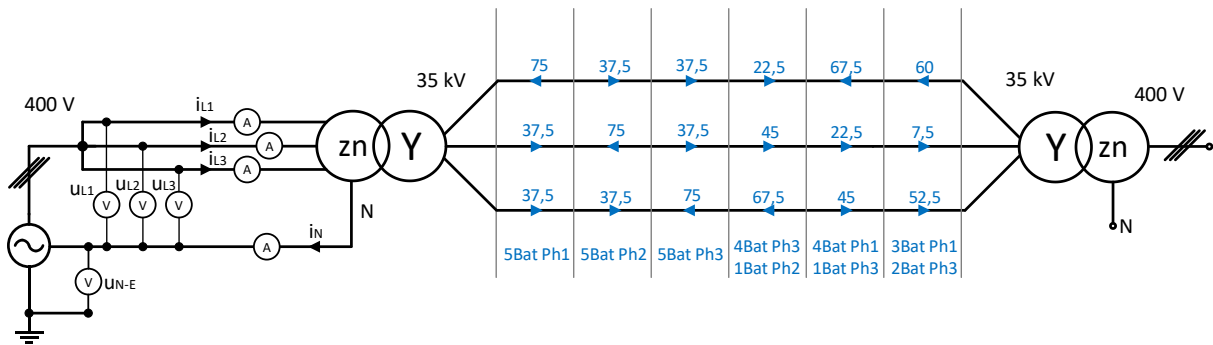 75 37,5 37,5 22,5 67,5 60
35 kV 35 kV
400 V 400 V
iL1 A
37,5 75 37,5 45 22,5 7,5
iL2 A
zn Y Y zn
iL3 A
uL1 uL2 uL3
37,5 37,5 75 67,5 45 52,5
V V V
N N
A iN
5Bat Ph1 5Bat Ph2 5Bat Ph3 4Bat Ph3 4Bat Ph1 3Bat Ph1
1Bat Ph2 1Bat Ph3 2Bat Ph3
V uN-E